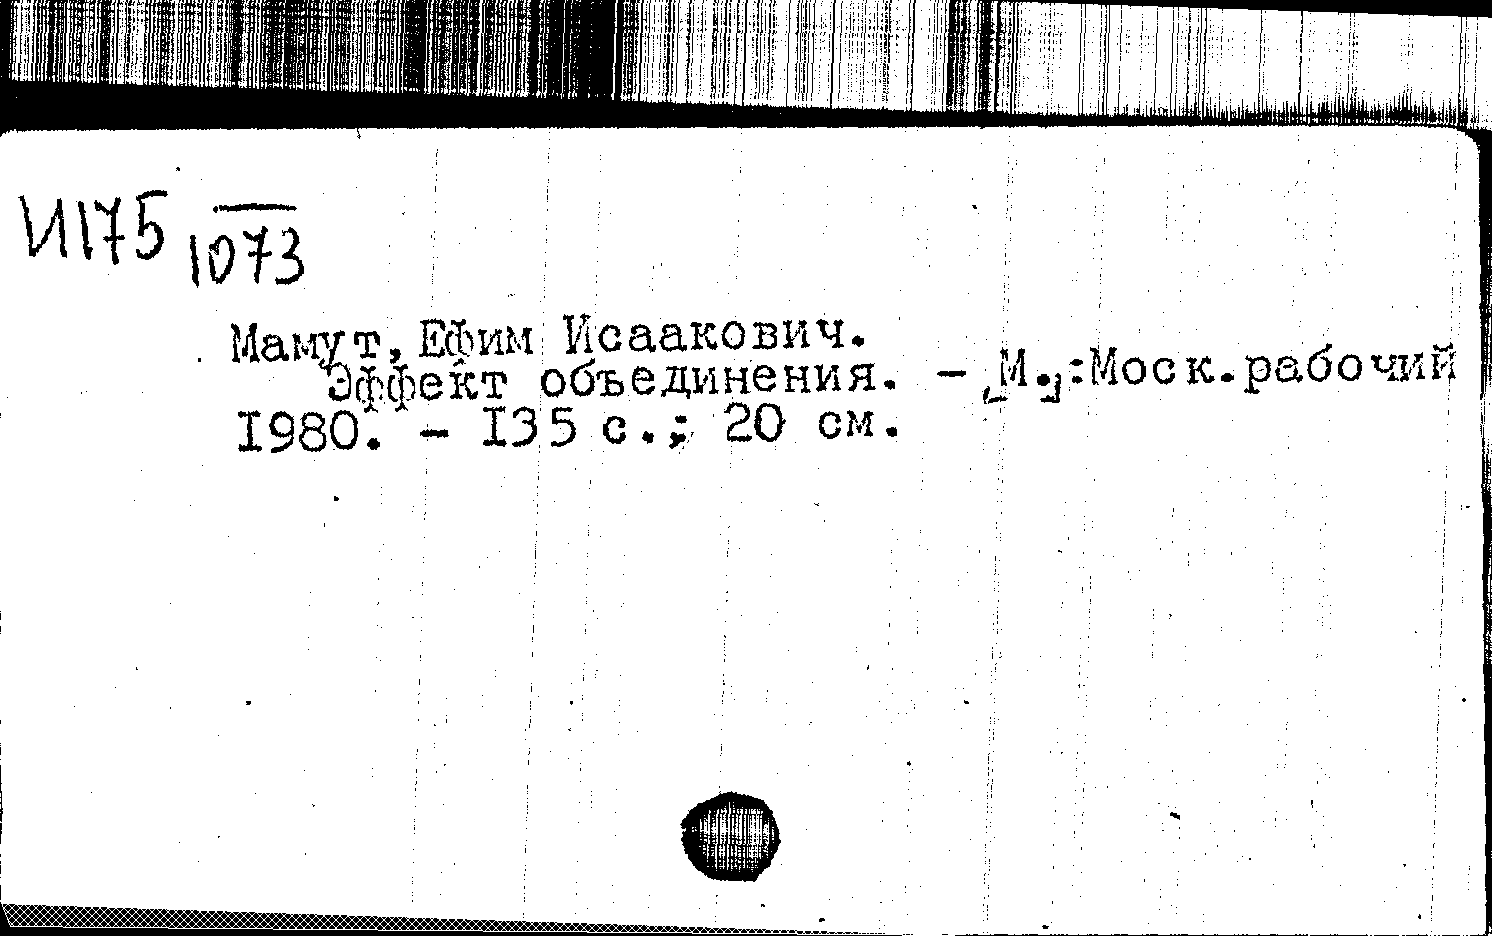 И175 1073
Мамут, Ефим Исаакович.
Эффект объединения. - [М.]:Моск.рабочий
1980. - 135 с.; 20 см.